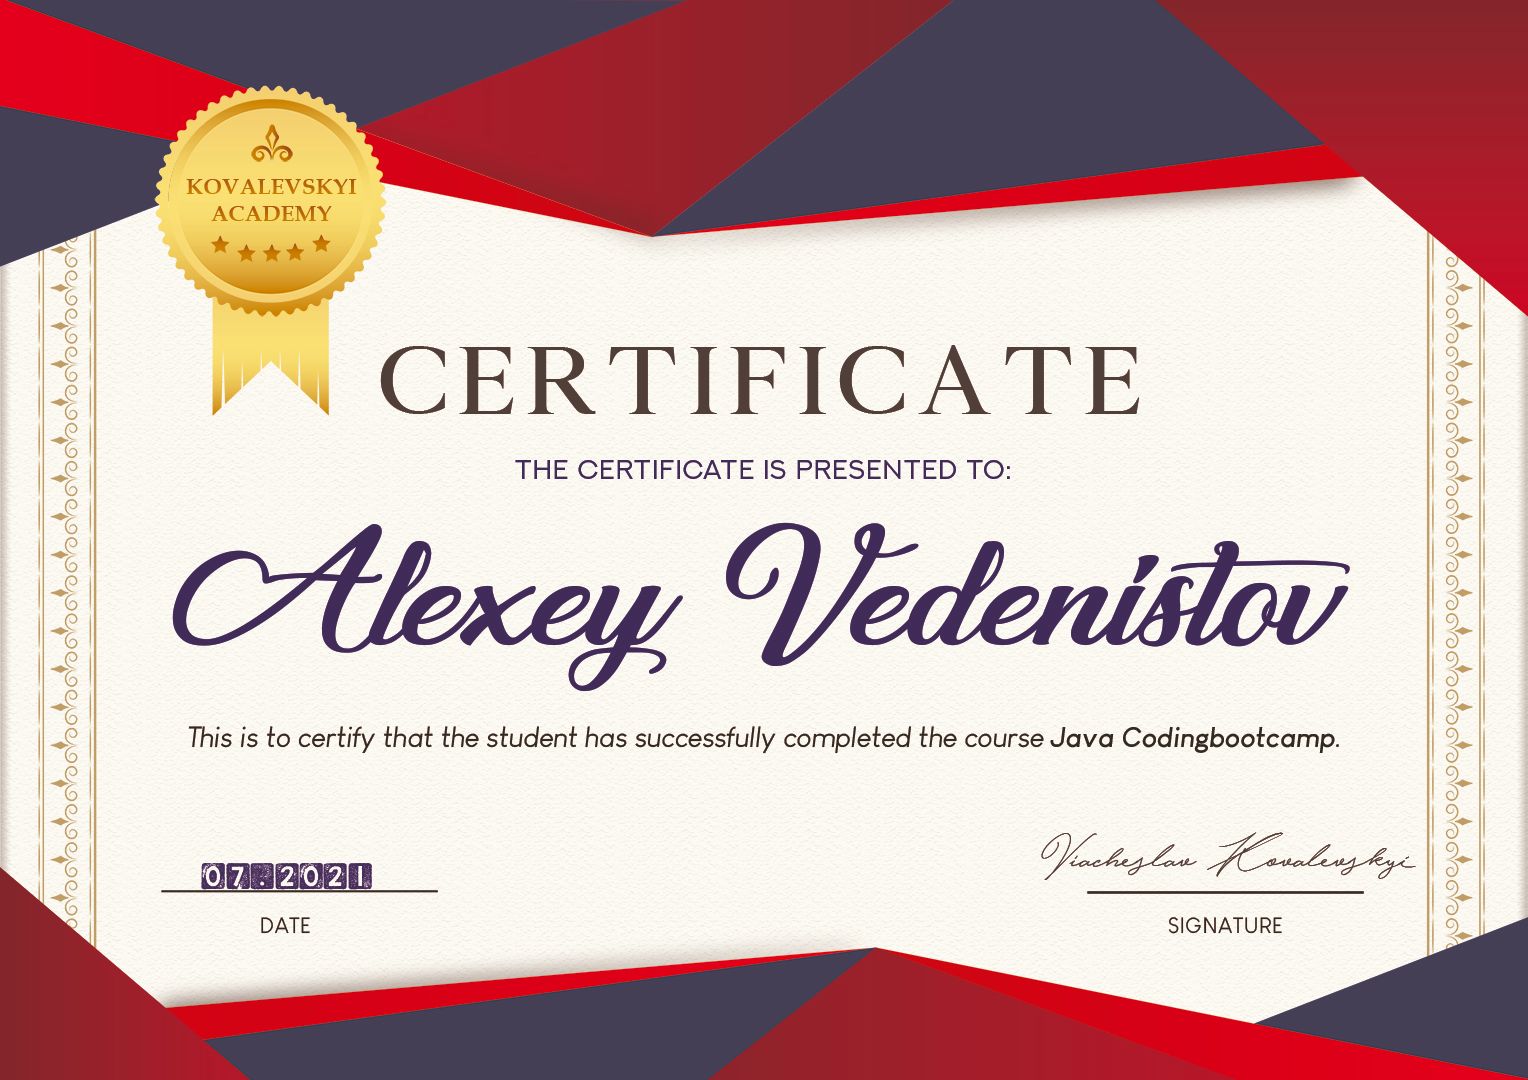 KOVALEVSKYI
ACADEMY
CERTIFICATE
THE CERTIFICATE IS PRESENTED TO:
Alexey Vedenistov
This is to certify that the student has successfully completed the course Java Codingbootcamp.
07.2021
DATE
Viacheslav Kovalevskyi
SIGNATURE